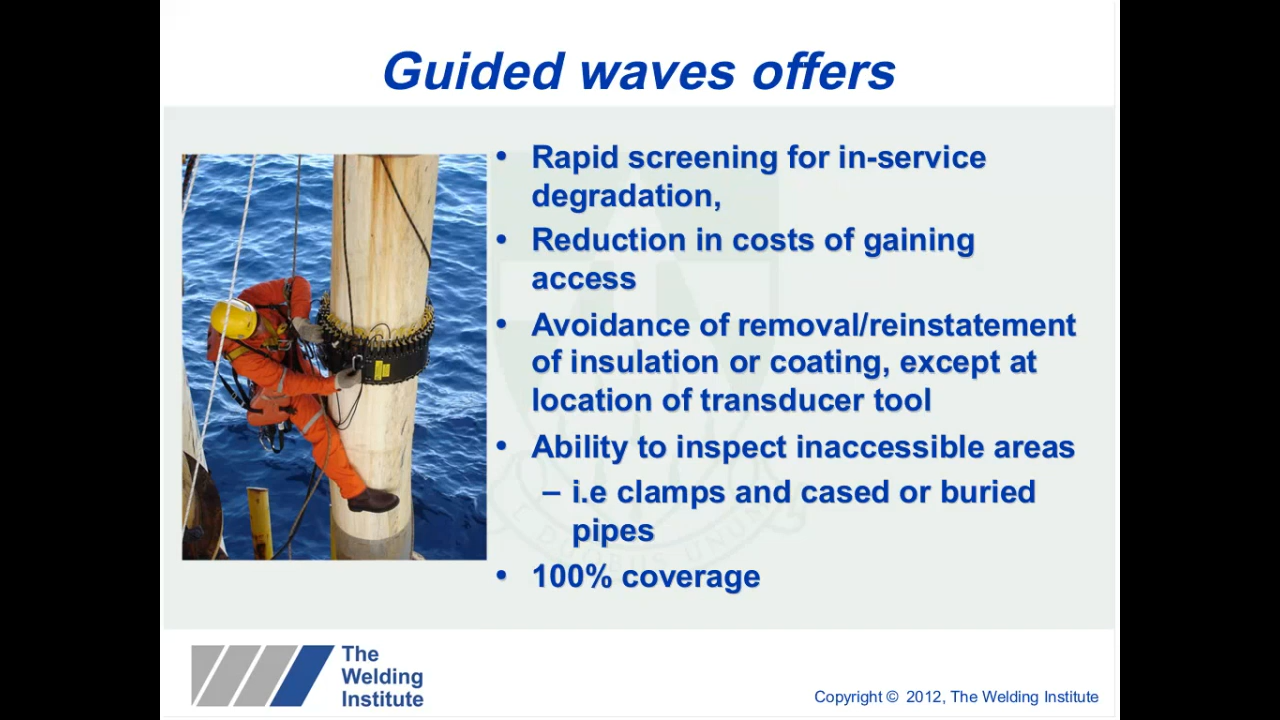 Guided waves offers
• Rapid screening for in-service
degradation,
• Reduction in costs of gaining
access
• Avoidance of removal/reinstatement
of insulation or coating, except at
location of transducer tool
• Ability to inspect inaccessible areas
– i.e clamps and cased or buried
pipes
• 100% coverage
The
Welding
Institute
Copyright © 2012, The Welding Institute